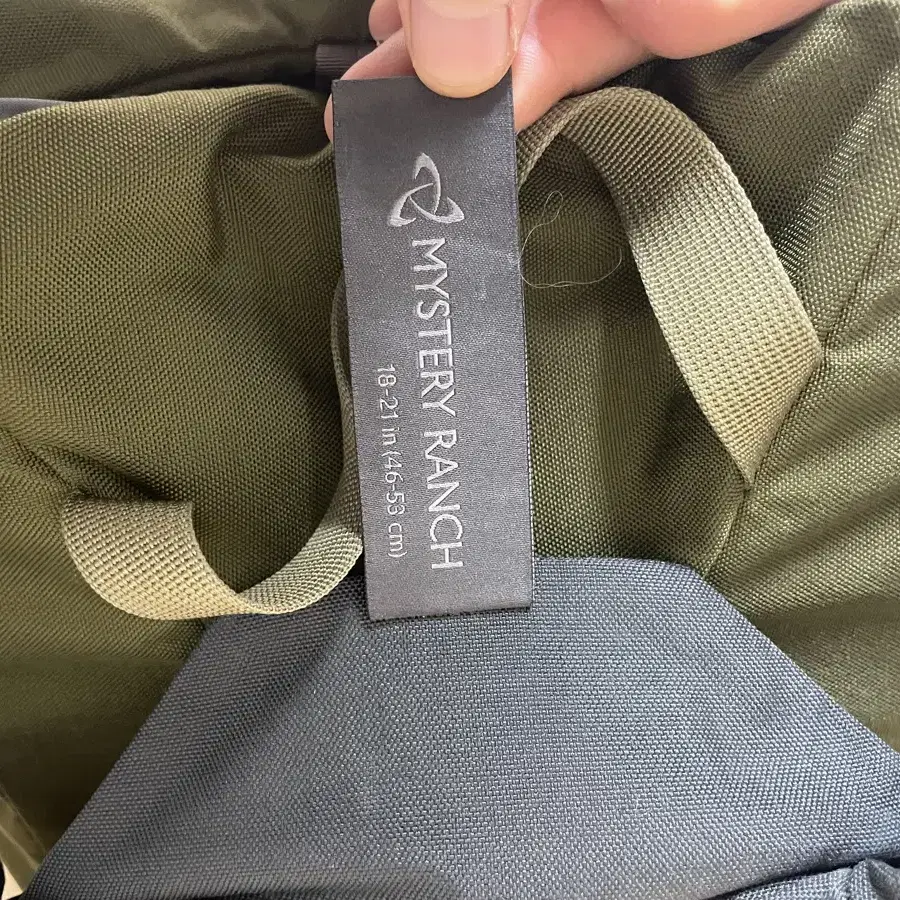 MYSTERY RANCH
18-21 in (46-53 cm)